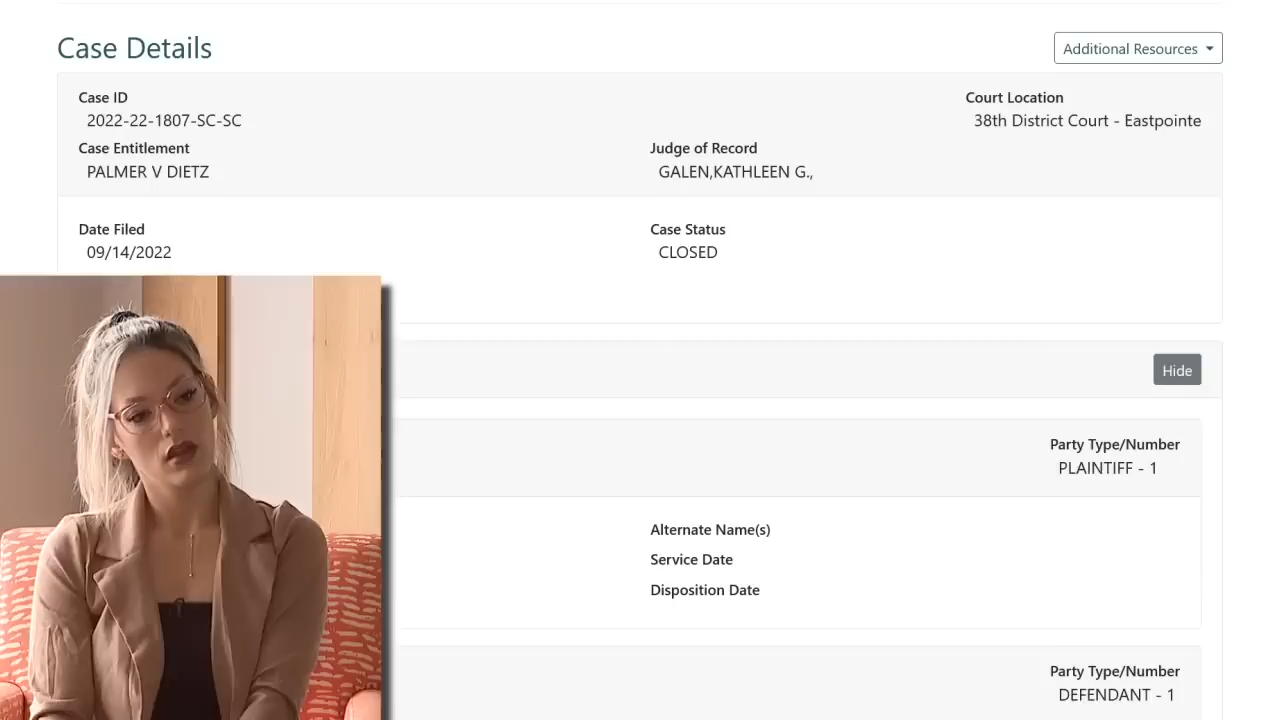 Case Details
Additional Resources
Case ID
Court Location
2022-22-1807-SC-SC
38th District Court - Eastpointe
Case Entitlement
Judge of Record
PALMER V DIETZ
GALEN,KATHLEEN G.,
Date Filed
Case Status
09/14/2022
CLOSED
Hide
Party Type/Number
PLAINTIFF - 1
Alternate Name(s)
Service Date
Disposition Date
Party Type/Number
DEFENDANT - 1